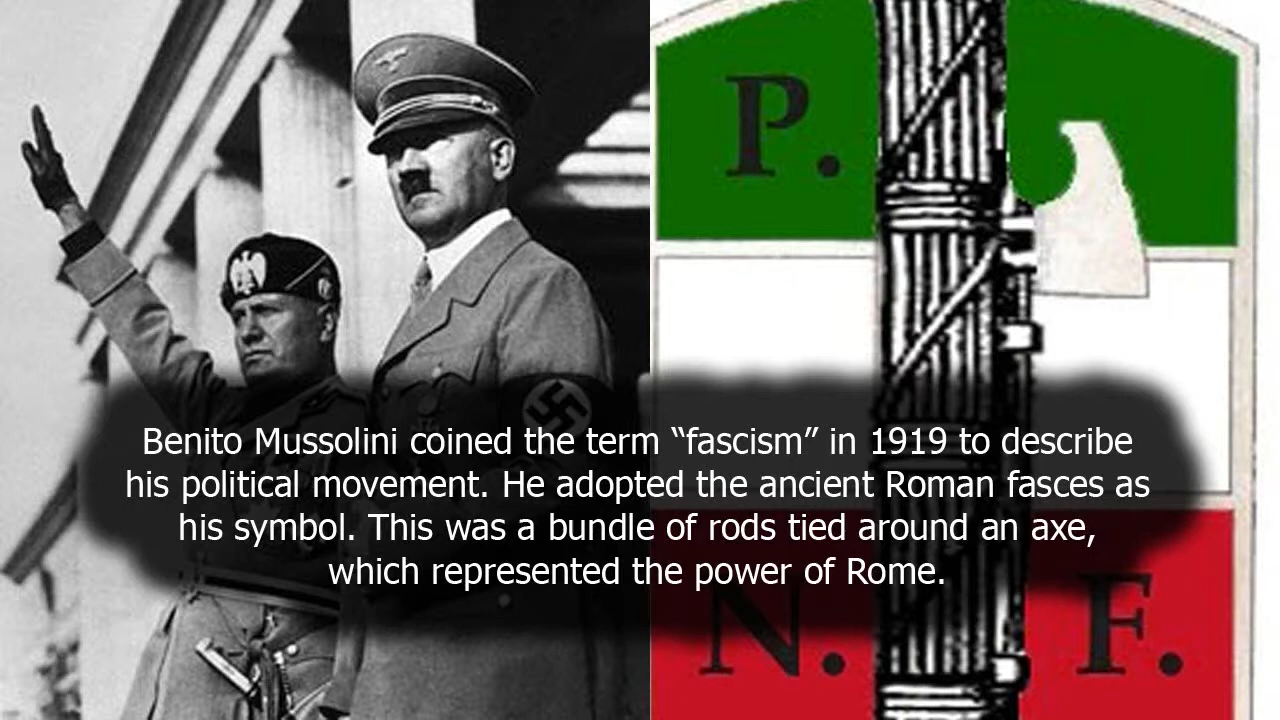 P.
Benito Mussolini coined the term “fascism” in 1919 to describe
his political movement. He adopted the ancient Roman fasces as
his symbol. This was a bundle of rods tied around an axe,
which represented the power of Rome.
N. F.